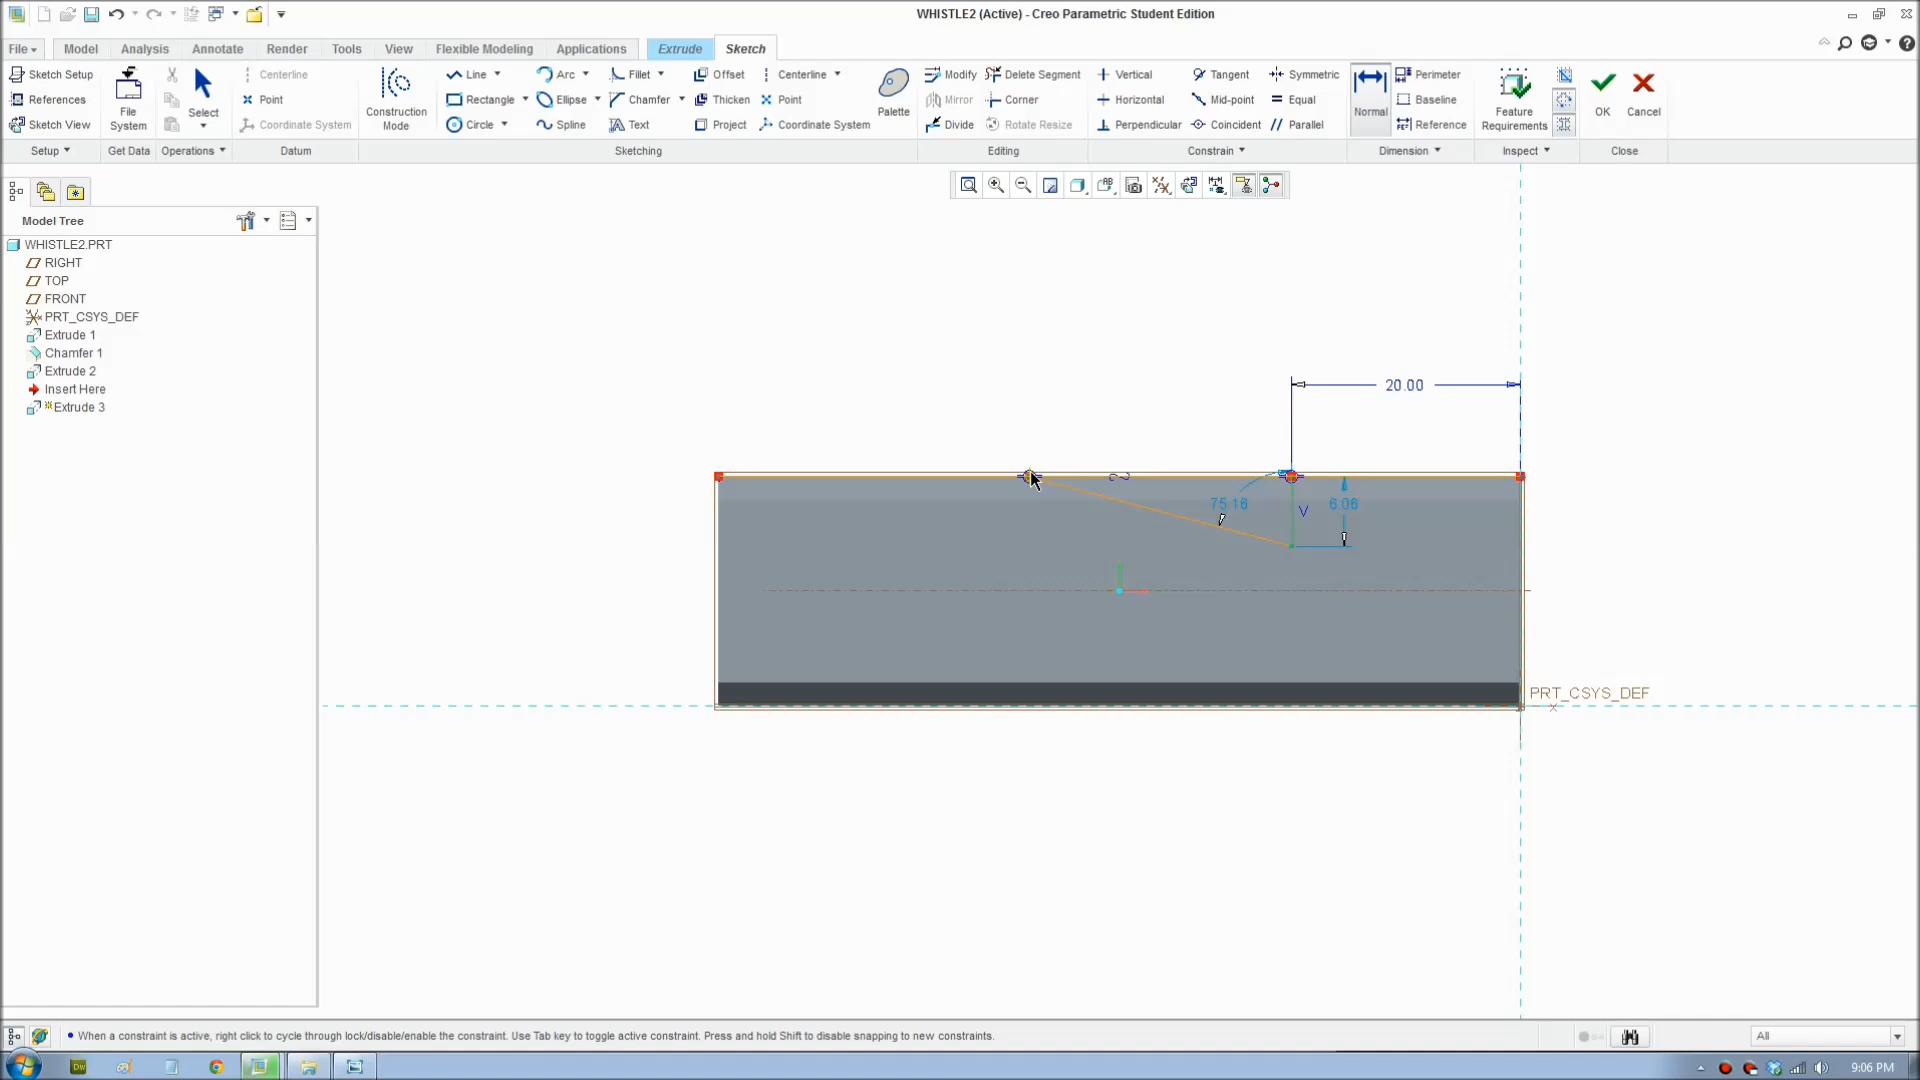 WHISTLE2 (Active) - Creo Parametric Student Edition
File Model Analysis Annotate Render Tools View Flexible Modeling Applications Extrude Sketch
Sketch Setup
References
Sketch View
File System
Select
Centerline
Point
Coordinate System
Construction Mode
Line Arc Fillet Offset Centerline
Rectangle Ellipse Chamfer Thicken Point
Circle Spline Text Project Coordinate System
Palette
Modify Delete Segment
Mirror Corner
Divide Rotate Resize
Vertical Tangent Symmetric
Horizontal Mid-point Equal
Perpendicular Coincident Parallel
Normal
Perimeter
Baseline
Reference
Feature Requirements
OK
Cancel
Setup Get Data Operations Datum Sketching Editing Constrain Dimension Inspect Close
Model Tree
WHISTLE2.PRT
RIGHT
TOP
FRONT
PRT_CSYS_DEF
Extrude 1
Chamfer 1
Extrude 2
Insert Here
Extrude 3
20.00
75.16
V
6.06
PRT_CSYS_DEF
X
When a constraint is active, right click to cycle through lock/disable/enable the constraint. Use Tab key to toggle active constraint. Press and hold Shift to disable snapping to new constraints.
All
Dw
9:06 PM